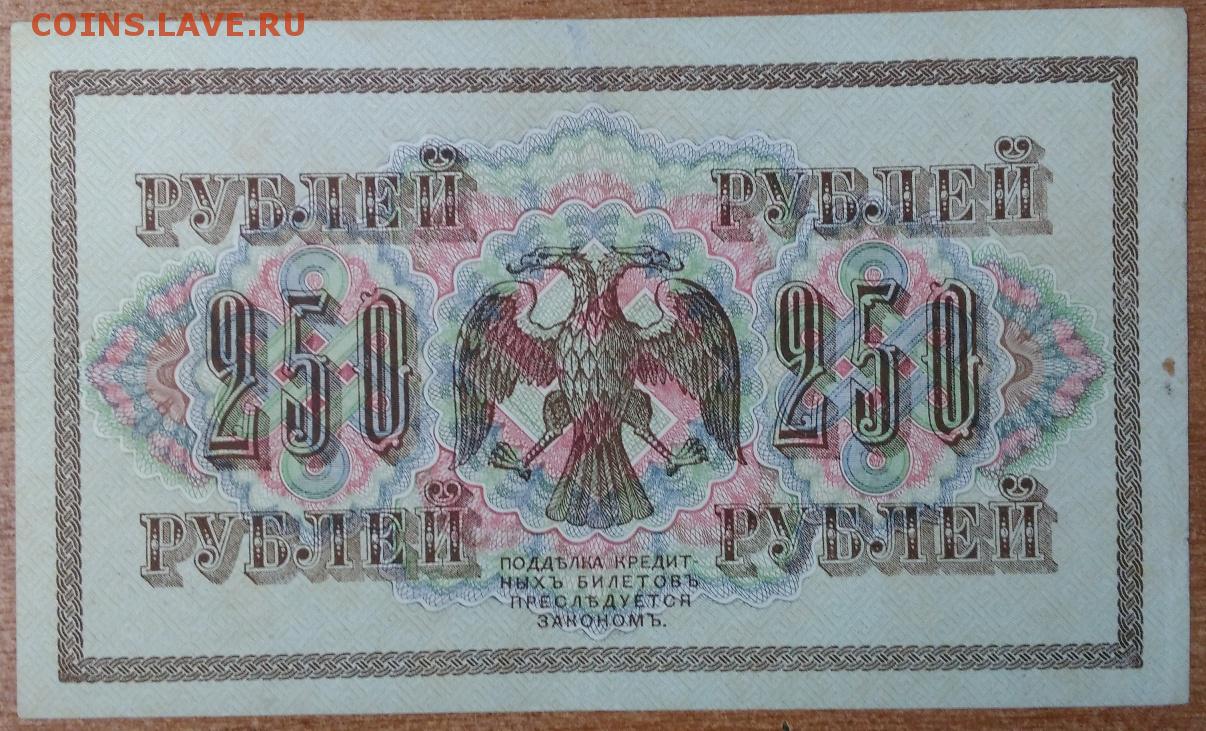 COINS.LAVE.RU
РУБЛЕЙ РУБЛЕЙ
250 250
РУБЛЕЙ РУБЛЕЙ
ПОДДѢЛКА КРЕДИТ-
НЫХЪ БИЛЕТОВЪ
ПРЕСЛѢДУЕТСЯ
ЗАКОНОМЪ.